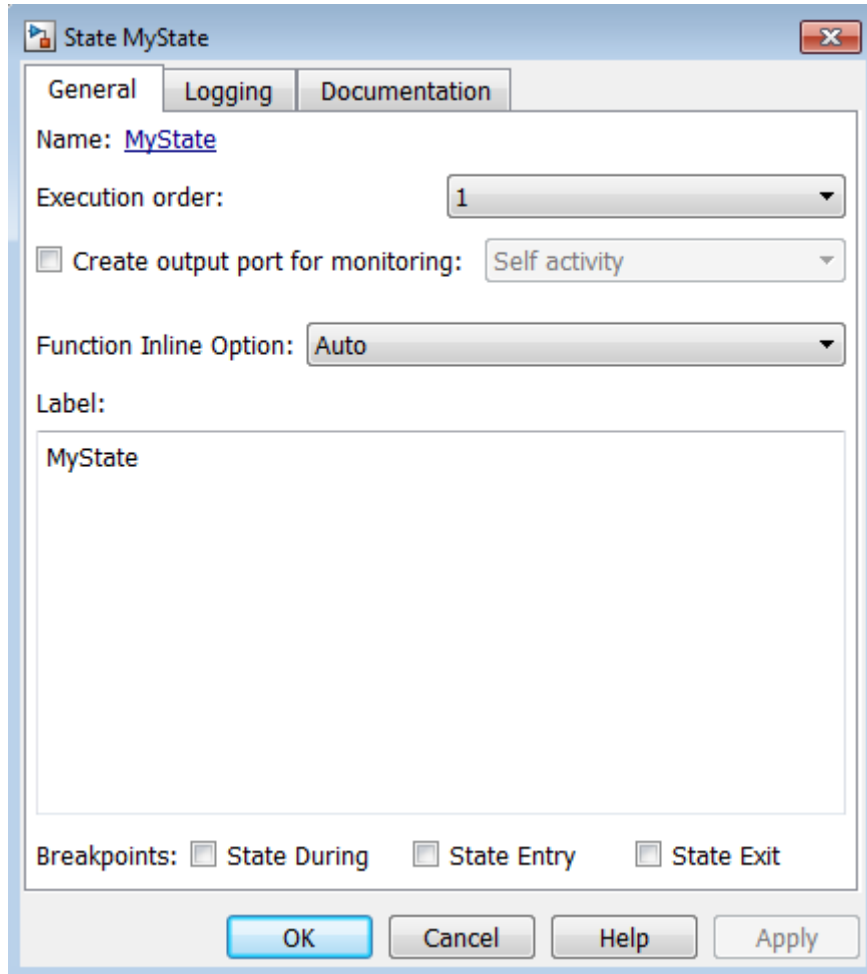 State MyState
General Logging Documentation
Name: MyState
Execution order: 1
Create output port for monitoring: Self activity
Function Inline Option: Auto
Label:
MyState
Breakpoints: State During State Entry State Exit
OK Cancel Help Apply